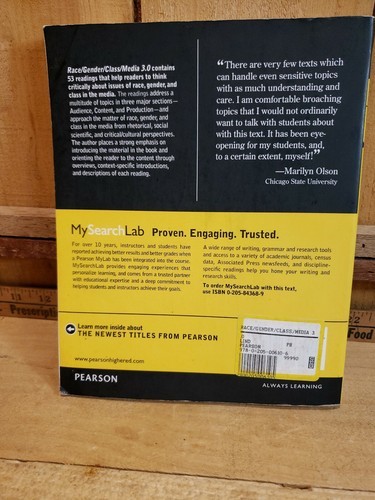 Race/Gender/Class/Media 3.0 contains
53 readings that help readers to think
critically about issues of race, gender, and
class in the media. The readings address a
multitude of topics in three major sections—
Audience, Content, and Production—and
approach the matter of race, gender, and
class in media from rhetorical, social
scientific, and critical/cultural perspectives.
The author places a strong emphasis on
introducing the material in the book and
orienting the reader to the content through
overviews, context-specific introductions,
and descriptions of each reading.
“There are very few texts which
can handle even sensitive topics
with as much understanding and
care. I am comfortable broaching
topics that I would not ordinarily
want to talk with students about
with this text. It has been eye-
opening for my students, and,
to a certain extent, myself!”
—Marilyn Olson
Chicago State University
MySearchLab Proven. Engaging. Trusted.
For over 10 years, instructors and students have
reported achieving better results and better grades when
a Pearson MyLab has been integrated into the course.
MySearchLab provides engaging experiences that
personalize learning, and comes from a trusted partner
with educational expertise and a deep commitment to
helping students and instructors achieve their goals.
A wide range of writing, grammar and research tools
and access to a variety of academic journals, census
data, Associated Press newsfeeds, and discipline-
specific readings help you hone your writing and
research skills.
To order MySearchLab with this text,
use ISBN 0-205-84368-9
Learn more inside about
THE NEWEST TITLES FROM PEARSON
www.pearsonhighered.com
RACE/GENDER/CLASS/MEDIA 3
LIND
PEARSON PB
978-0-205-00610-6
99990
PEARSON
ALWAYS LEARNING
Food